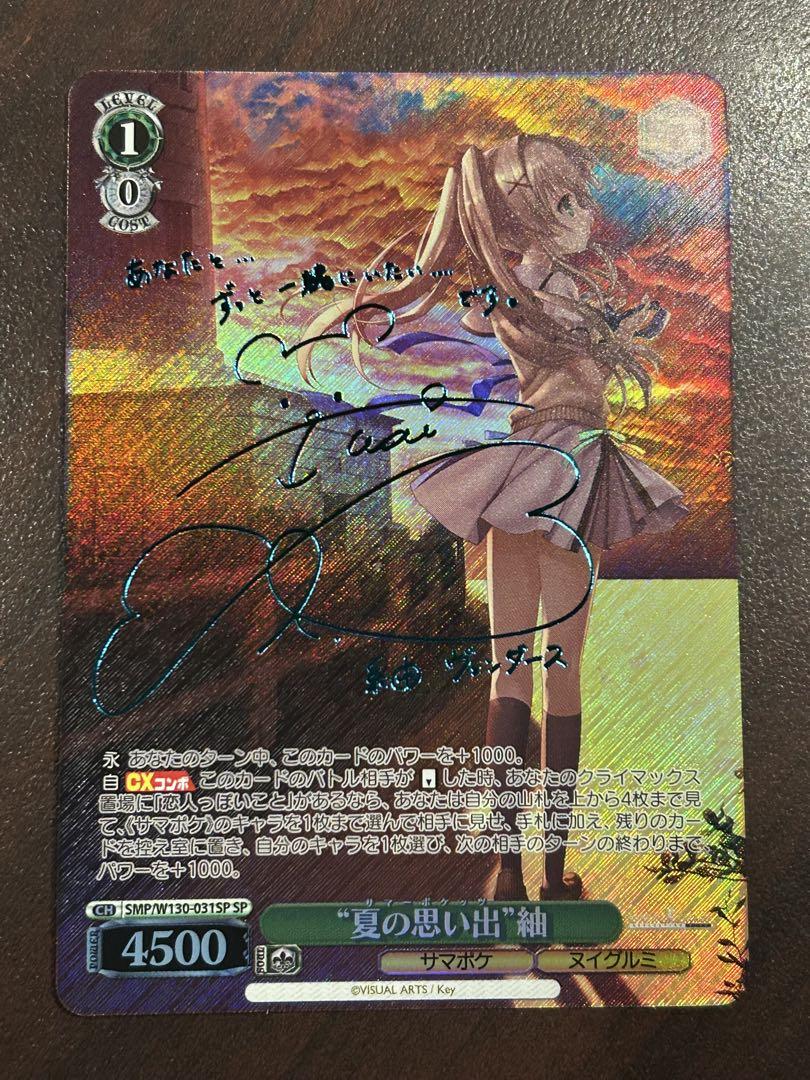 LEVEL
1
0
COST
あなたと…
ずっと一緒にいたい…
です。
紬 ヴェンダース
永 あなたのターン中、このカードのパワーを+1000。
自 CXコンボ このカードのバトル相手が した時、あなたのクライマックス
置場に「恋人っぽいこと」があるなら、あなたは自分の山札を上から4枚まで見
て、《サマポケ》のキャラを1枚まで選んで相手に見せ、手札に加え、残りのカー
ドを控え室に置き、自分のキャラを1枚選び、次の相手のターンの終わりまで、
パワーを+1000。
CH SMP/W130-031SP SP
サマーポケッツ
“夏の思い出”紬
POWER 4500 SOUL
サマポケ ヌイグルミ
©VISUAL ARTS / Key